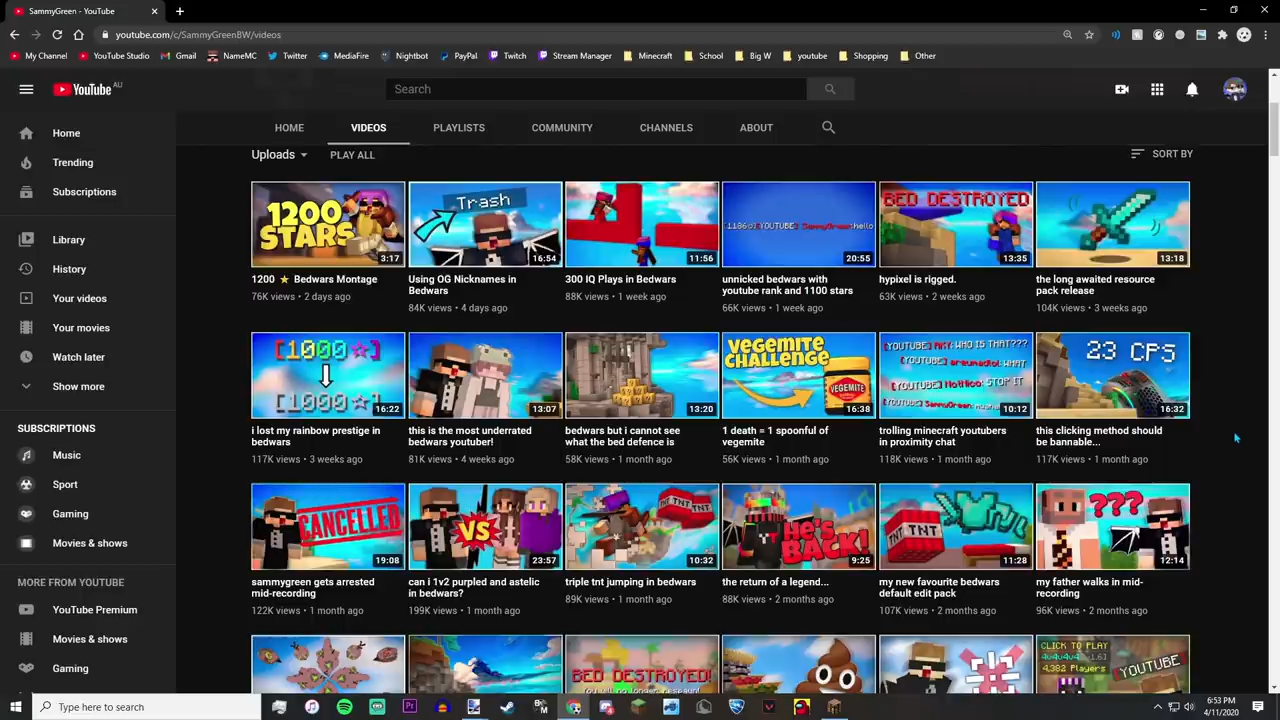 SammyGreen - YouTube
youtube.com/c/SammyGreenBW/videos
My Channel
YouTube Studio
Gmail
NameMC
Twitter
MediaFire
Nightbot
PayPal
Twitch
Stream Manager
Minecraft
School
Big W
youtube
Shopping
Other
YouTube AU
Search
HOME
VIDEOS
PLAYLISTS
COMMUNITY
CHANNELS
ABOUT
Home
Trending
Subscriptions
Library
History
Your videos
Your movies
Watch later
Show more
SUBSCRIPTIONS
Music
Sport
Gaming
Movies & shows
MORE FROM YOUTUBE
YouTube Premium
Movies & shows
Gaming
Uploads
PLAY ALL
SORT BY
1200
STARS
3:17
1200 ★ Bedwars Montage
76K views • 2 days ago
Trash
16:54
Using OG Nicknames in
Bedwars
84K views • 4 days ago
11:56
300 IQ Plays in Bedwars
88K views • 1 week ago
[YOUTUBE] SammyGreen:hello
20:55
unnicked bedwars with
youtube rank and 1100 stars
66K views • 1 week ago
BED DESTROYED
13:35
hypixel is rigged.
63K views • 2 weeks ago
13:18
the long awaited resource
pack release
104K views • 3 weeks ago
[1000☆]
[1000☆]
16:22
i lost my rainbow prestige in
bedwars
117K views • 3 weeks ago
13:07
this is the most underrated
bedwars youtuber!
81K views • 4 weeks ago
13:20
bedwars but i cannot see
what the bed defence is
58K views • 1 month ago
VEGEMITE
CHALLENGE
VEGEMITE
16:38
1 death = 1 spoonful of
vegemite
56K views • 1 month ago
WHO IS THAT???
[YOUTUBE]
WHAT
[YOUTUBE] NotNico: STOP IT
[YOUTUBE] SammyGreen:
10:12
trolling minecraft youtubers
in proximity chat
118K views • 1 month ago
23 CPS
16:32
this clicking method should
be bannable...
117K views • 1 month ago
CANCELLED
19:08
sammygreen gets arrested
mid-recording
122K views • 1 month ago
VS
23:57
can i 1v2 purpled and astelic
in bedwars?
199K views • 1 month ago
TNT
10:32
triple tnt jumping in bedwars
89K views • 1 month ago
HE'S
BACK!
9:25
the return of a legend...
88K views • 2 months ago
TNT
11:28
my new favourite bedwars
default edit pack
107K views • 2 months ago
???
12:14
my father walks in mid-
recording
96K views • 2 months ago
BED DESTROYED!
You will no longer respawn!
CLICK TO PLAY
4v4v4v4
4,382 Players
YOUTUBE
Type here to search
6:53 PM
4/11/2020